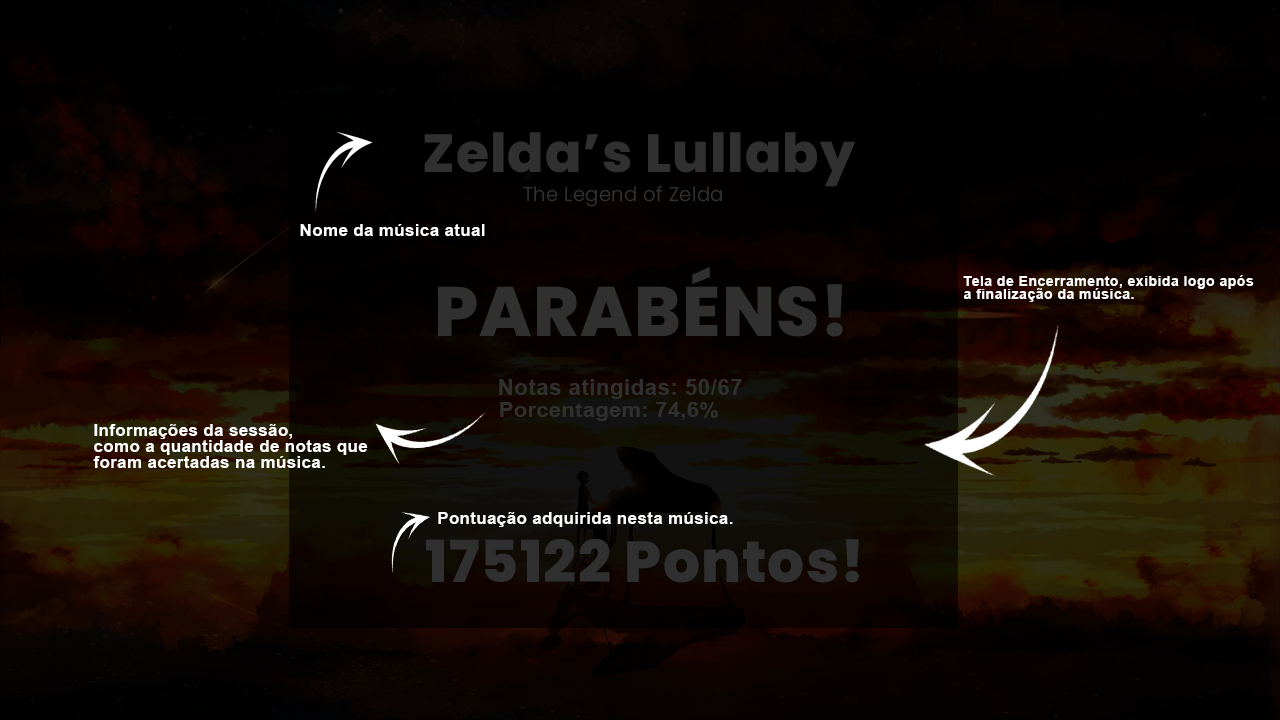 Zelda’s Lullaby
The Legend of Zelda
Nome da música atual
Tela de Encerramento, exibida logo após
a finalização da música.
PARABÉNS!
Notas atingidas: 50/67
Porcentagem: 74,6%
Informações da sessão,
como a quantidade de notas que
foram acertadas na música.
Pontuação adquirida nesta música.
175122 Pontos!